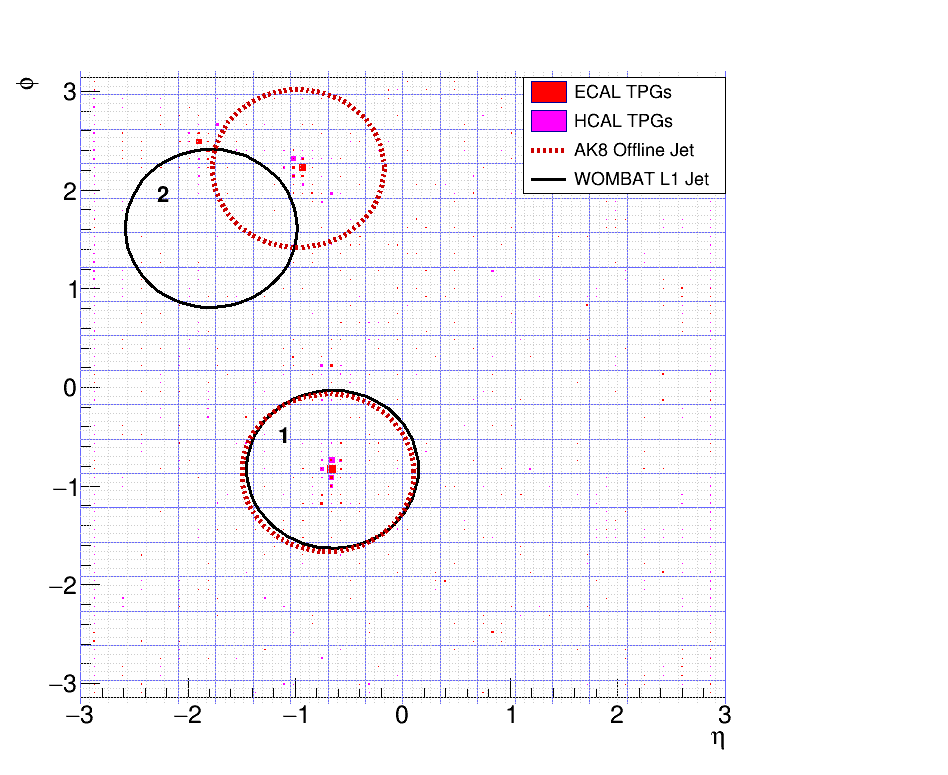 φ
3
2
1
0
−1
−2
−3
ECAL TPGs
HCAL TPGs
AK8 Offline Jet
WOMBAT L1 Jet
2
1
−3 −2 −1 0 1 2 3
η